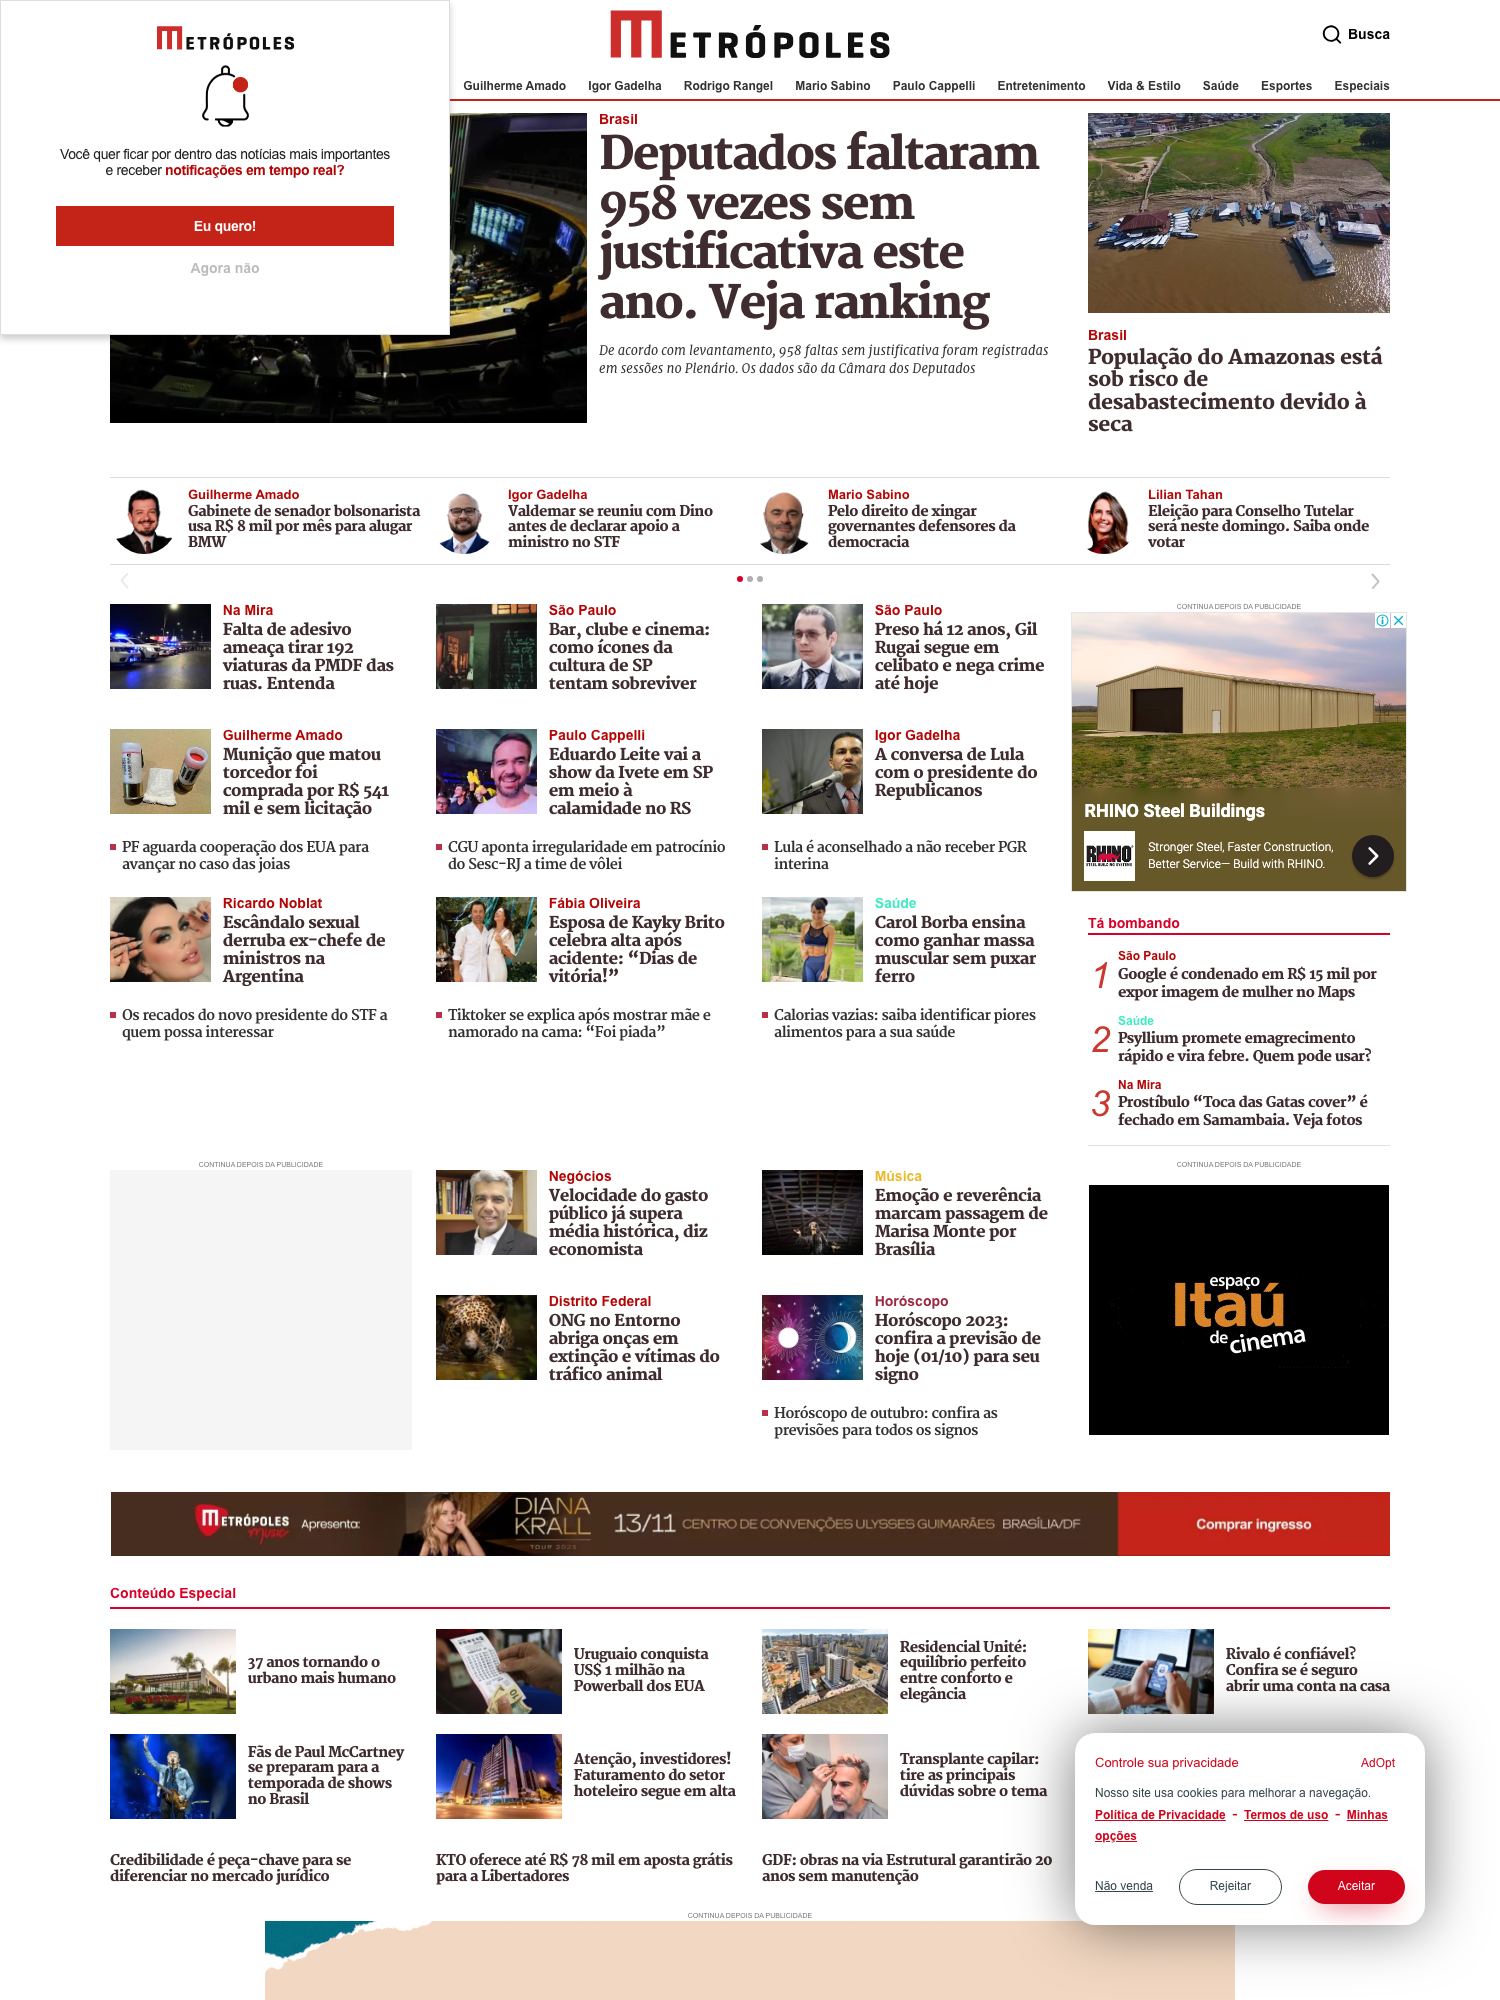 METRÓPOLES
Você quer ficar por dentro das notícias mais importantes
e receber notificações em tempo real?
Eu quero!
Agora não
METRÓPOLES
Busca
Guilherme Amado Igor Gadelha Rodrigo Rangel Mario Sabino Paulo Cappelli Entretenimento Vida & Estilo Saúde Esportes Especiais
Brasil
Deputados faltaram
958 vezes sem
justificativa este
ano. Veja ranking
De acordo com levantamento, 958 faltas sem justificativa foram registradas
em sessões no Plenário. Os dados são da Câmara dos Deputados
Brasil
População do Amazonas está
sob risco de
desabastecimento devido à
seca
Guilherme Amado
Gabinete de senador bolsonarista
usa R$ 8 mil por mês para alugar
BMW
Igor Gadelha
Valdemar se reuniu com Dino
antes de declarar apoio a
ministro no STF
Mario Sabino
Pelo direito de xingar
governantes defensores da
democracia
Lilian Tahan
Eleição para Conselho Tutelar
será neste domingo. Saiba onde
votar
Na Mira
Falta de adesivo
ameaça tirar 192
viaturas da PMDF das
ruas. Entenda
São Paulo
Bar, clube e cinema:
como ícones da
cultura de SP
tentam sobreviver
São Paulo
Preso há 12 anos, Gil
Rugai segue em
celibato e nega crime
até hoje
CONTINUA DEPOIS DA PUBLICIDADE
RHINO Steel Buildings
RHINO
STEEL BUILDING SYSTEMS
Stronger Steel, Faster Construction,
Better Service— Build with RHINO.
Guilherme Amado
Munição que matou
torcedor foi
comprada por R$ 541
mil e sem licitação
Paulo Cappelli
Eduardo Leite vai a
show da Ivete em SP
em meio à
calamidade no RS
Igor Gadelha
A conversa de Lula
com o presidente do
Republicanos
PF aguarda cooperação dos EUA para
avançar no caso das joias
CGU aponta irregularidade em patrocínio
do Sesc-RJ a time de vôlei
Lula é aconselhado a não receber PGR
interina
Ricardo Noblat
Escândalo sexual
derruba ex-chefe de
ministros na
Argentina
Fábia Oliveira
Esposa de Kayky Brito
celebra alta após
acidente: “Dias de
vitória!”
Saúde
Carol Borba ensina
como ganhar massa
muscular sem puxar
ferro
Os recados do novo presidente do STF a
quem possa interessar
Tiktoker se explica após mostrar mãe e
namorado na cama: “Foi piada”
Calorias vazias: saiba identificar piores
alimentos para a sua saúde
Tá bombando
1
São Paulo
Google é condenado em R$ 15 mil por
expor imagem de mulher no Maps
2
Saúde
Psyllium promete emagrecimento
rápido e vira febre. Quem pode usar?
3
Na Mira
Prostíbulo “Toca das Gatas cover” é
fechado em Samambaia. Veja fotos
CONTINUA DEPOIS DA PUBLICIDADE
Negócios
Velocidade do gasto
público já supera
média histórica, diz
economista
Música
Emoção e reverência
marcam passagem de
Marisa Monte por
Brasília
CONTINUA DEPOIS DA PUBLICIDADE
espaço
Itaú
de cinema
Distrito Federal
ONG no Entorno
abriga onças em
extinção e vítimas do
tráfico animal
Horóscopo
Horóscopo 2023:
confira a previsão de
hoje (01/10) para seu
signo
Horóscopo de outubro: confira as
previsões para todos os signos
METRÓPOLES
music
Apresenta:
DIANA
KRALL
TOUR 2023
13/11 CENTRO DE CONVENÇÕES ULYSSES GUIMARÃES BRASÍLIA/DF
Comprar ingresso
Conteúdo Especial
37 anos tornando o
urbano mais humano
Uruguaio conquista
US$ 1 milhão na
Powerball dos EUA
Residencial Unité:
equilíbrio perfeito
entre conforto e
elegância
Rivalo é confiável?
Confira se é seguro
abrir uma conta na casa
Fãs de Paul McCartney
se preparam para a
temporada de shows
no Brasil
Atenção, investidores!
Faturamento do setor
hoteleiro segue em alta
Transplante capilar:
tire as principais
dúvidas sobre o tema
Credibilidade é peça-chave para se
diferenciar no mercado jurídico
KTO oferece até R$ 78 mil em aposta grátis
para a Libertadores
GDF: obras na via Estrutural garantirão 20
anos sem manutenção
Controle sua privacidade
AdOpt
Nosso site usa cookies para melhorar a navegação.
Política de Privacidade - Termos de uso - Minhas
opções
Não venda
Rejeitar
Aceitar
CONTINUA DEPOIS DA PUBLICIDADE